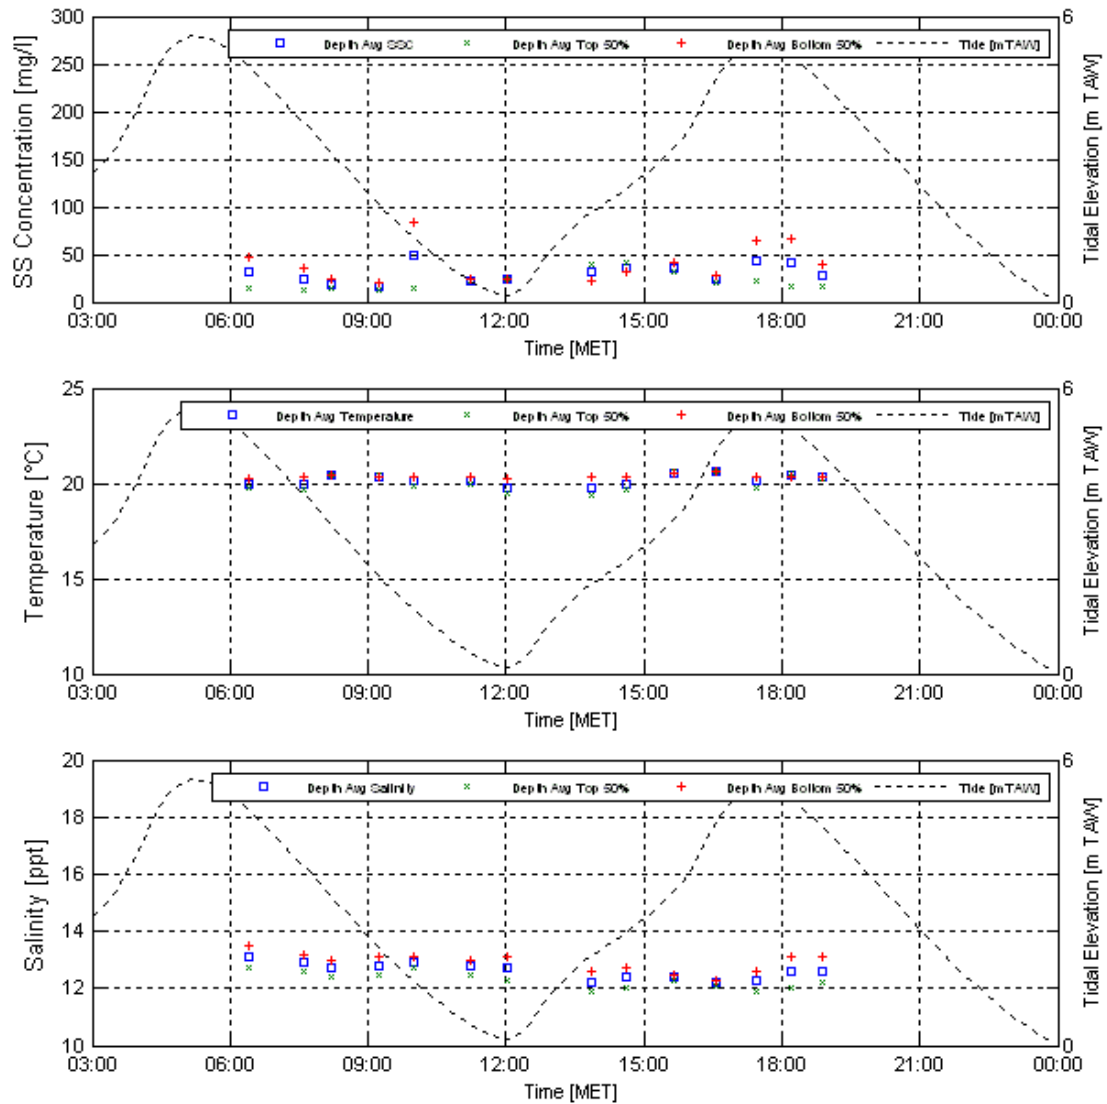 300
250
200
150
100
50
0
SS Concentration [mg/l]
Depth Avg SSC Depth Avg Top 50% Depth Avg Bottom 50% Tide [mTAW]
6
0
Tidal Elevation [m TAW]
03:00 06:00 09:00 12:00 15:00 18:00 21:00 00:00
Time [MET]
25
20
15
10
Temperature [°C]
Depth Avg Temperature Depth Avg Top 50% Depth Avg Bottom 50% Tide [mTAW]
6
0
Tidal Elevation [m TAW]
03:00 06:00 09:00 12:00 15:00 18:00 21:00 00:00
Time [MET]
20
18
16
14
12
10
Salinity [ppt]
Depth Avg Salinity Depth Avg Top 50% Depth Avg Bottom 50% Tide [mTAW]
6
0
Tidal Elevation [m TAW]
03:00 06:00 09:00 12:00 15:00 18:00 21:00 00:00
Time [MET]